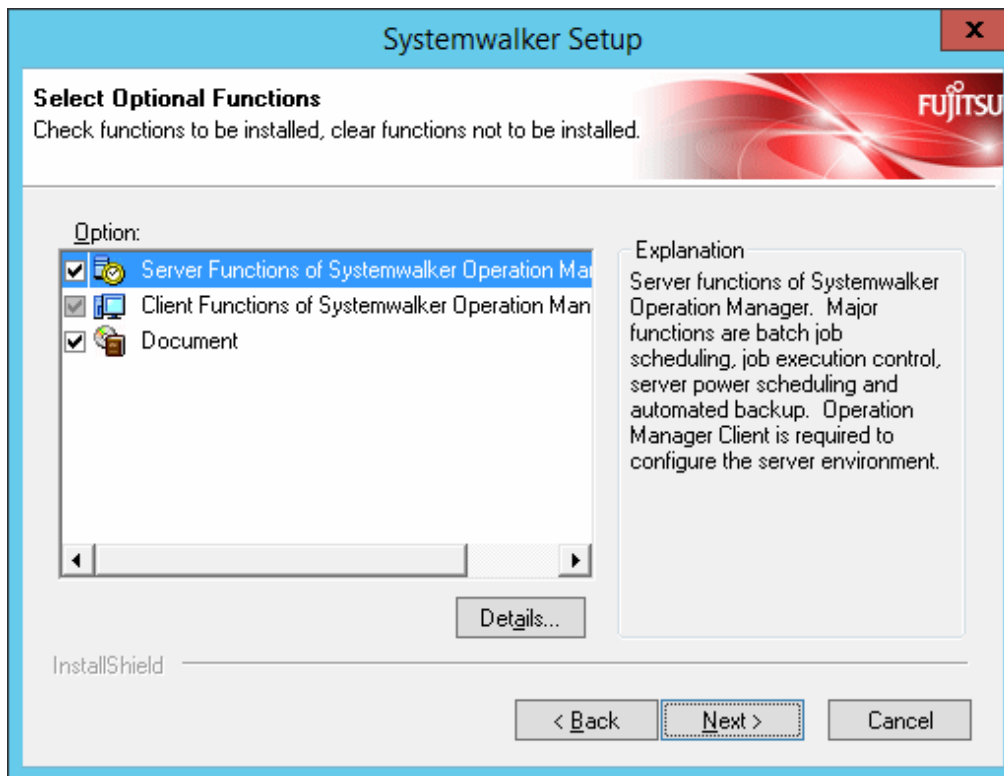 Systemwalker Setup
x
Select Optional Functions
Check functions to be installed, clear functions not to be installed.
FUJITSU
Option:
Server Functions of Systemwalker Operation Mar
Client Functions of Systemwalker Operation Man
Document
Explanation
Server functions of Systemwalker
Operation Manager. Major
functions are batch job
scheduling, job execution control,
server power scheduling and
automated backup. Operation
Manager Client is required to
configure the server environment.
Details...
InstallShield
< Back
Next >
Cancel